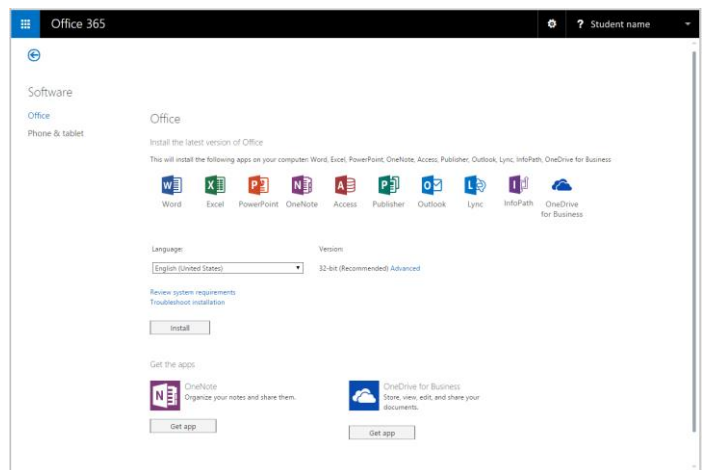 Office 365
? Student name
Software
Office
Phone & tablet
Office
Install the latest version of Office
This will install the following apps on your computer: Word, Excel, PowerPoint, OneNote, Access, Publisher, Outlook, Lync, InfoPath, OneDrive for Business
Word Excel PowerPoint OneNote Access Publisher Outlook Lync InfoPath OneDrive
for Business
Language: Version:
English (United States) 32-bit (Recommended) Advanced
Review system requirements
Troubleshoot installation
Install
Get the apps
OneNote
Organize your notes and share them.
Get app
OneDrive for Business
Store, view, edit, and share your
documents.
Get app